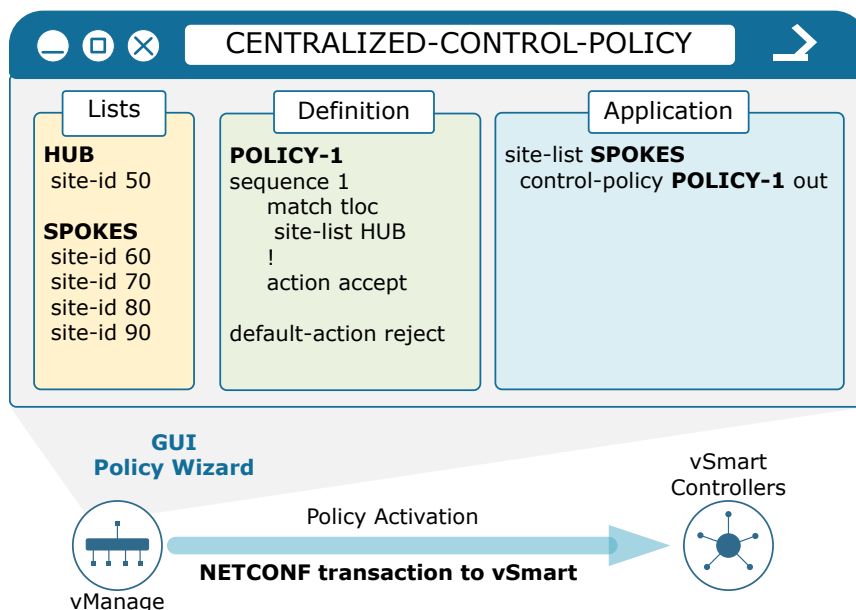 CENTRALIZED-CONTROL-POLICY
Lists
HUB
site-id 50
SPOKES
site-id 60
site-id 70
site-id 80
site-id 90
Definition
POLICY-1
sequence 1
match tloc
site-list HUB
!
action accept
default-action reject
Application
site-list SPOKES
control-policy POLICY-1 out
GUI
Policy Wizard
vManage
Policy Activation
NETCONF transaction to vSmart
vSmart
Controllers